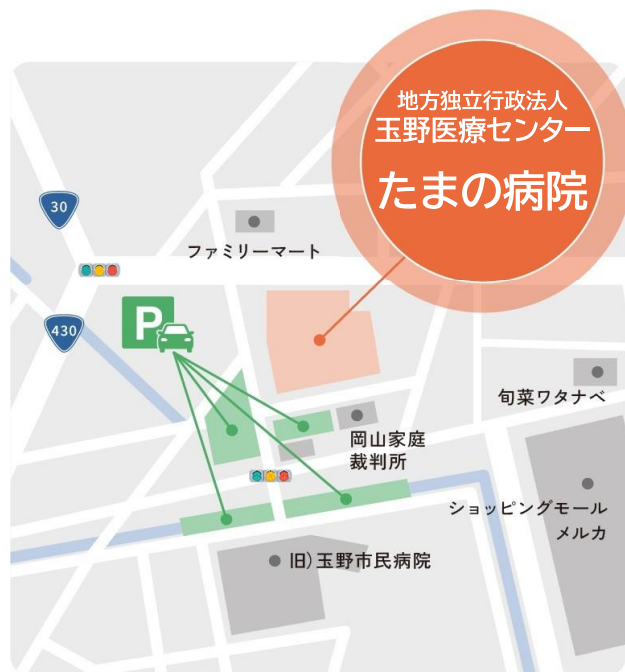 地方独立行政法人
玉野医療センター
たまの病院
30
ファミリーマート
P
430
旬菜ワタナベ
岡山家庭
裁判所
ショッピングモール
メルカ
旧)玉野市民病院